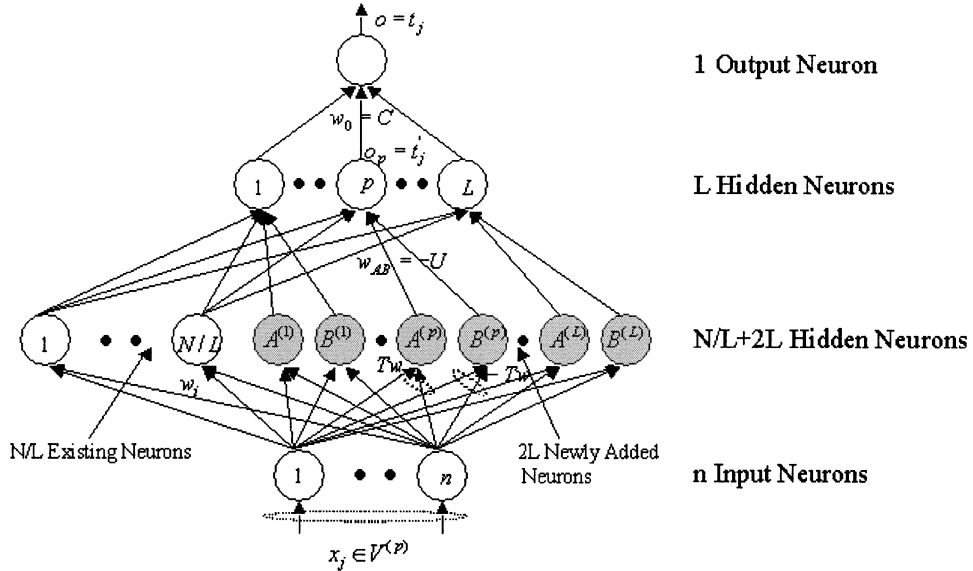 o = t_j
1 Output Neuron
w_0 = C
o_p = t'_j
1 p L
L Hidden Neurons
w_AB = -U
1 N/L A^(1) B^(1) A^(p) B^(p) A^(L) B^(L)
N/L+2L Hidden Neurons
w_i Tw - Tw
N/L Existing Neurons
2L Newly Added
Neurons
1 n
n Input Neurons
x_j ∈ V^(p)